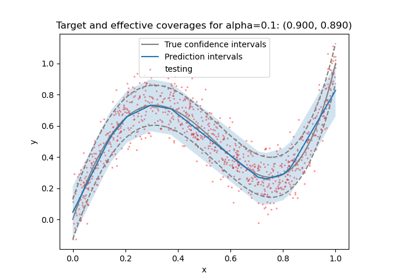 Target and effective coverages for alpha=0.1: (0.900, 0.890)
True confidence intervals
Prediction intervals
testing
1.0
0.8
0.6
0.4
0.2
0.0
y
0.0 0.2 0.4 0.6 0.8 1.0
x